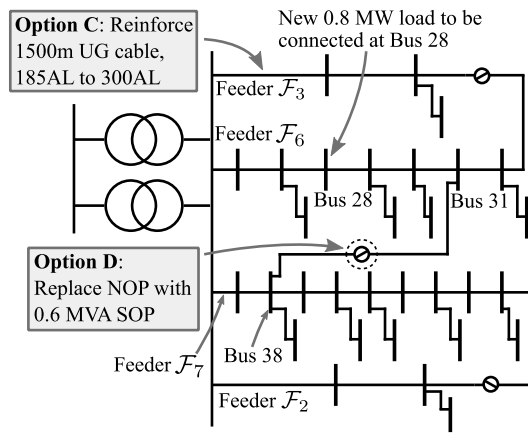 Option C: Reinforce
1500m UG cable,
185AL to 300AL
New 0.8 MW load to be
connected at Bus 28
Feeder F3
Feeder F6
Bus 28
Bus 31
Option D:
Replace NOP with
0.6 MVA SOP
Bus 38
Feeder F7
Feeder F2